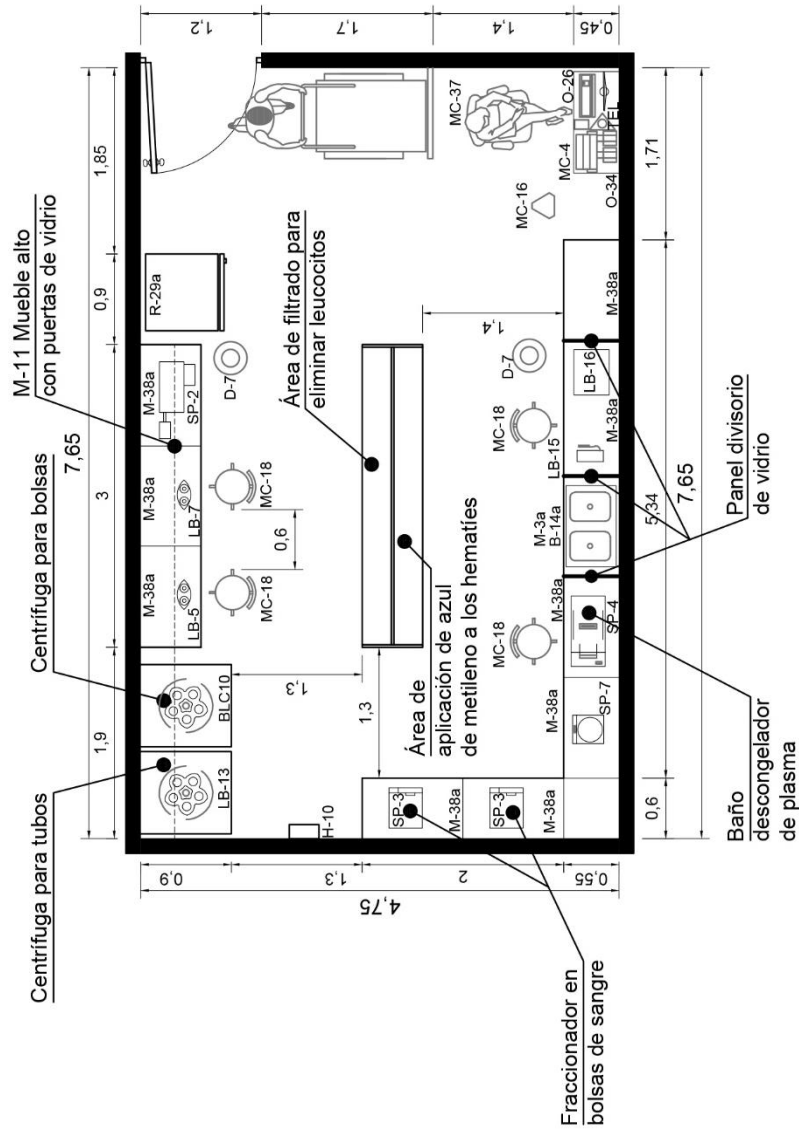 Centrífuga para tubos
Centrífuga para bolsas
M-11 Mueble alto
con puertas de vidrio
7,65
1,9
3
0,9
1,85
0,9
1,3
2
0,55
4,75
1,2
1,7
1,4
0,45
LB-13
BLC10
M-38a
LB-5
M-38a
LB-7
M-38a
SP-2
R-29a
D-7
MC-18
MC-18
0,6
1,3
H-10
Área de filtrado para
eliminar leucocitos
Área de
aplicación de azul
de metileno a los hematíes
1,3
1,4
SP-3
M-38a
SP-3
M-38a
MC-18
MC-18
D-7
MC-16
MC-37
M-38a
SP-7
M-38a
SP-4
M-3a
B-14a
LB-15
M-38a
LB-16
M-38a
MC-4
O-34
TEL
O-26
0,6
5,34
1,71
7,65
Fraccionador en
bolsas de sangre
Baño
descongelador
de plasma
Panel divisorio
de vidrio